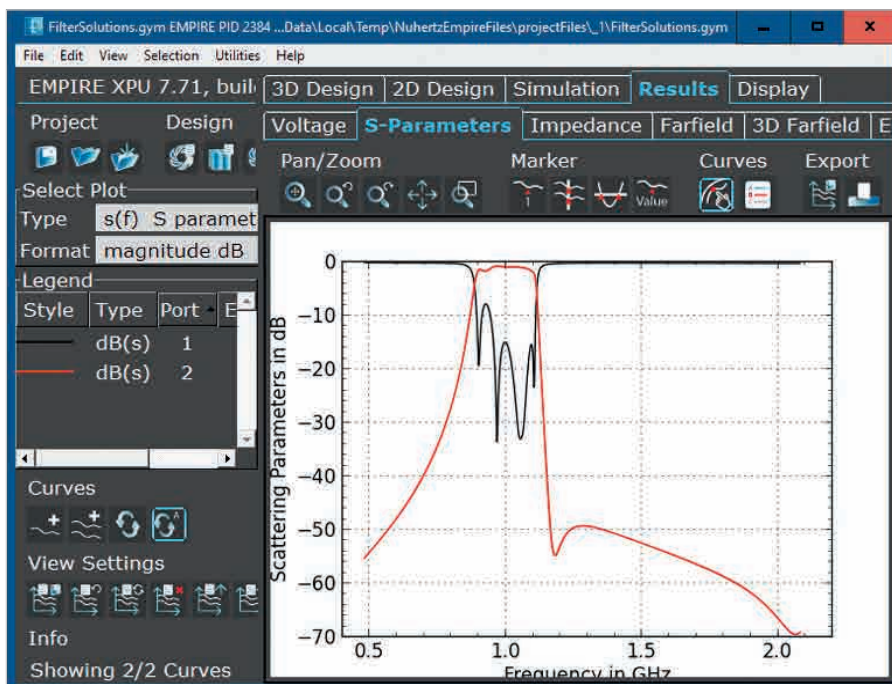 FilterSolutions.gym EMPIRE PID 2384 ...Data\Local\Temp\NuhertzEmpireFiles\projectFiles\_1\FilterSolutions.gym
File Edit View Selection Utilities Help
EMPIRE XPU 7.71, buil
3D Design 2D Design Simulation Results Display
Project Design
Voltage S-Parameters Impedance Farfield 3D Farfield E
Pan/Zoom Marker Curves Export
1 Value
Select Plot
Type s(f) S paramet
Format magnitude dB
Legend
Style Type Port E
dB(s) 1
dB(s) 2
Curves
A
View Settings
Info
Showing 2/2 Curves
Scattering Parameters in dB
0
−10
−20
−30
−40
−50
−60
−70
0.5 1.0 1.5 2.0
Frequency in GHz